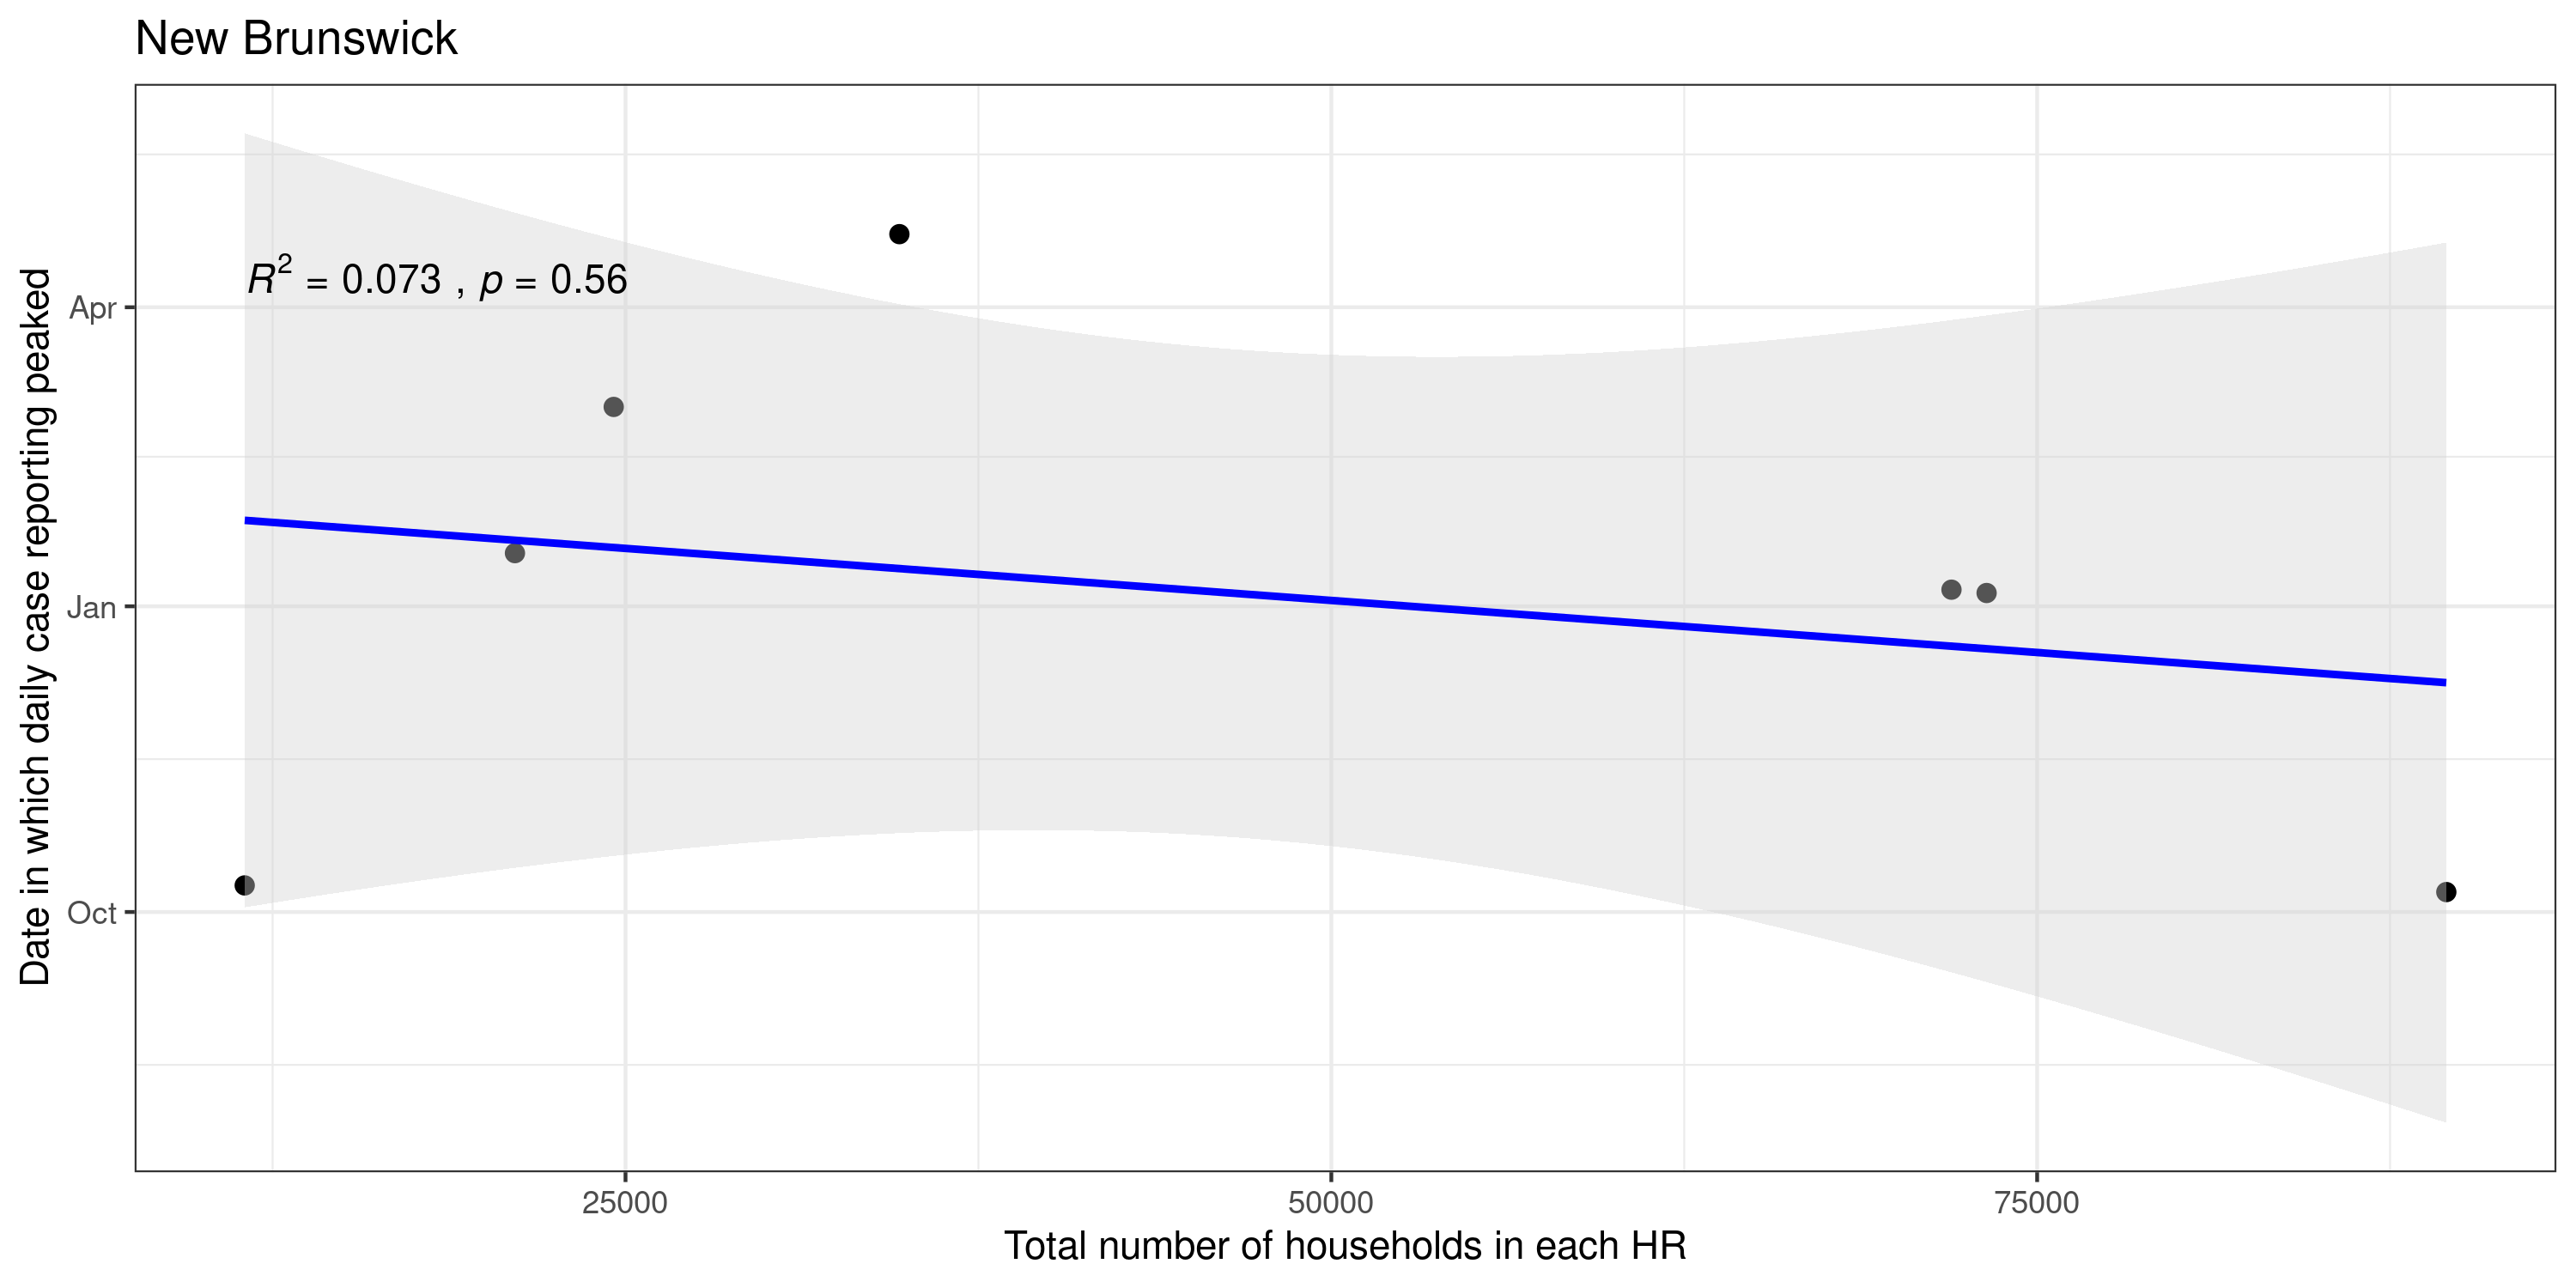 New Brunswick
R² = 0.073 , p = 0.56
Date in which daily case reporting peaked
Apr
Jan
Oct
25000 50000 75000
Total number of households in each HR